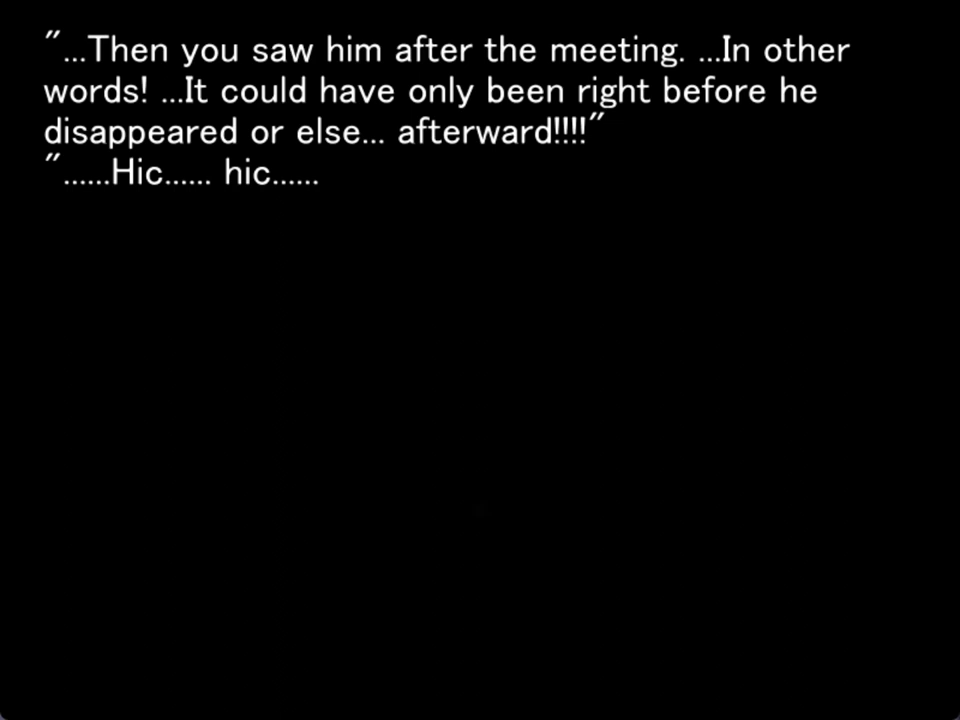 "...Then you saw him after the meeting. ...In other
words! ...It could have only been right before he
disappeared or else... afterward!!!!"
"......Hic...... hic......